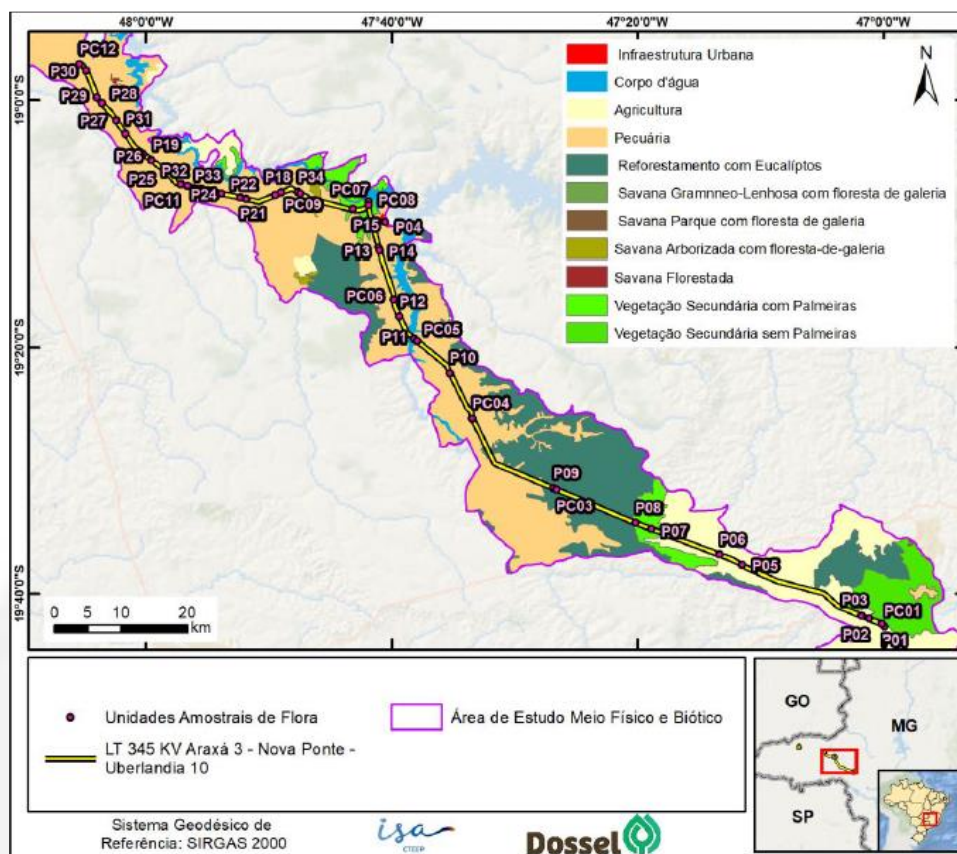 48°0'0"W
47°40'0"W
47°20'0"W
47°0'0"W
N
Infraestrutura Urbana
Corpo d'água
Agricultura
Pecuária
Reforestamento com Eucalíptos
Savana Gramnneo-Lenhosa com floresta de galeria
Savana Parque com floresta de galeria
Savana Arborizada com floresta-de-galeria
Savana Florestada
Vegetação Secundária com Palmeiras
Vegetação Secundária sem Palmeiras
19°0'0"S
19°20'0"S
19°40'0"S
PC12
P30
P29
P28
P27
P31
P19
P26
P25
P32
P33
PC11
P24
P22
P21
P18
P34
PC09
PC07
PC08
P15
P04
P13
P14
PC06
P12
P11
PC05
P10
PC04
P09
PC03
P08
P07
P06
P05
P03
PC01
P02
P01
0 5 10 20
km
Unidades Amostrais de Flora
Área de Estudo Meio Físico e Biótico
LT 345 KV Araxá 3 - Nova Ponte -
Uberlandia 10
GO
MG
SP
Sistema Geodésico de
Referência: SIRGAS 2000
isa
CTEEP
Dossel